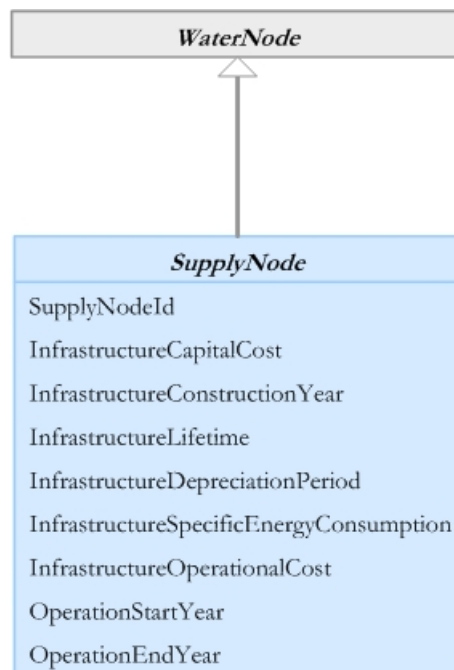 WaterNode
SupplyNode
SupplyNodeId
InfrastructureCapitalCost
InfrastructureConstructionYear
InfrastructureLifetime
InfrastructureDepreciationPeriod
InfrastructureSpecificEnergyConsumption
InfrastructureOperationalCost
OperationStartYear
OperationEndYear